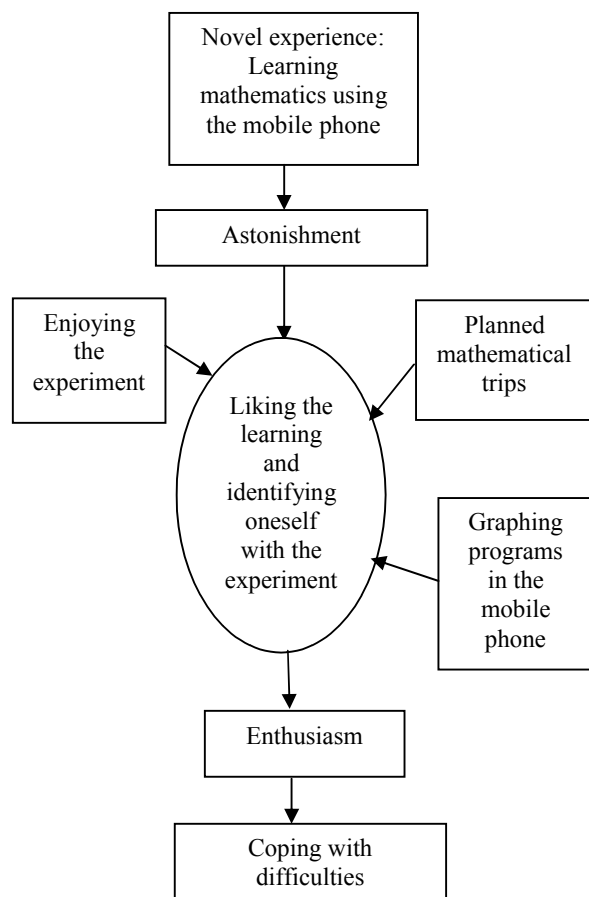 Novel experience:
Learning
mathematics using
the mobile phone
Astonishment
Enjoying
the
experiment
Planned
mathematical
trips
Liking the
learning
and
identifying
oneself
with the
experiment
Graphing
programs
in the
mobile
phone
Enthusiasm
Coping with
difficulties